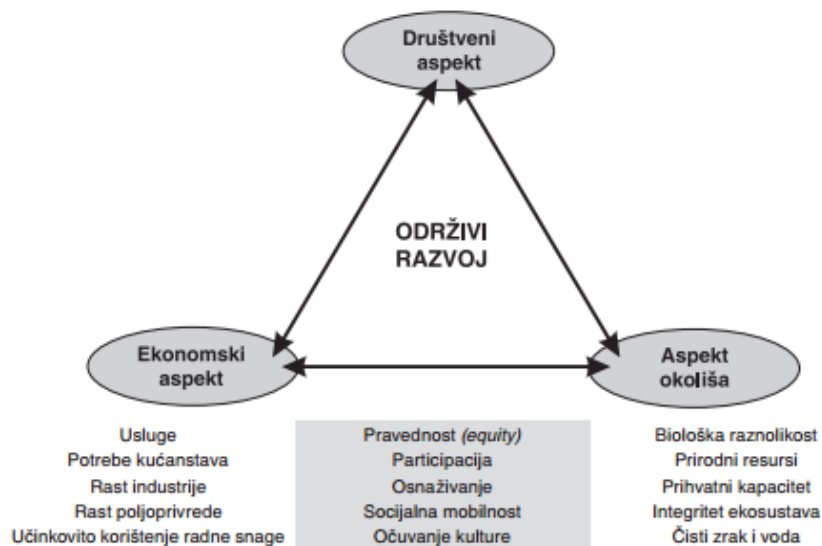 Društveni
aspekt
ODRŽIVI
RAZVOJ
Ekonomski
aspekt
Aspekt
okoliša
Usluge
Potrebe kućanstava
Rast industrije
Rast poljoprivrede
Učinkovito korištenje radne snage
Pravednost (equity)
Participacija
Osnaživanje
Socijalna mobilnost
Očuvanje kulture
Biološka raznolikost
Prirodni resursi
Prihvatni kapacitet
Integritet ekosustava
Čisti zrak i voda